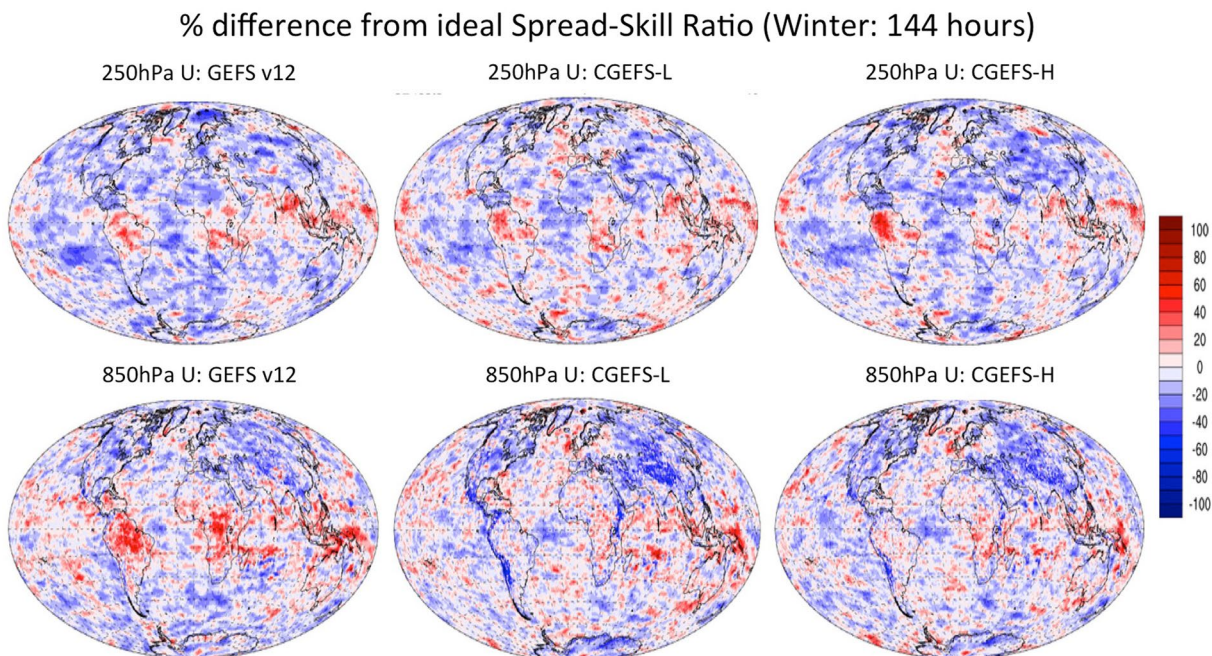 % difference from ideal Spread-Skill Ratio (Winter: 144 hours)
250hPa U: GEFS v12
250hPa U: CGEFS-L
250hPa U: CGEFS-H
100
80
60
40
20
0
-20
-40
-60
-80
-100
850hPa U: GEFS v12
850hPa U: CGEFS-L
850hPa U: CGEFS-H